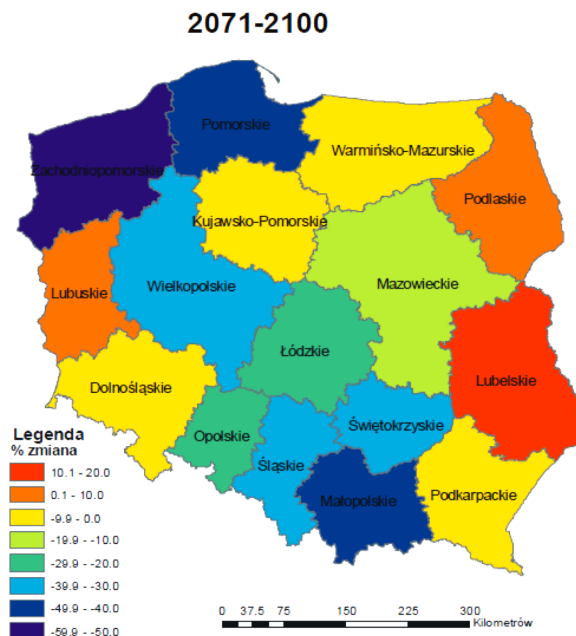 2071-2100
Pomorskie
Warmińsko-Mazurskie
Zachodniopomorskie
Podlaskie
Kujawsko-Pomorskie
Mazowieckie
Wielkopolskie
Lubuskie
Łódzkie
Lubelskie
Dolnośląskie
Świętokrzyskie
Opolskie
Śląskie
Podkarpackie
Małopolskie
Legenda
% zmiana
10.1 - 20.0
0.1 - 10.0
-9.9 - 0.0
-19.9 - -10.0
-29.9 - -20.0
-39.9 - -30.0
-49.9 - -40.0
-59.9 - -50.0
0 37.5 75 150 225 300
Kilometrów